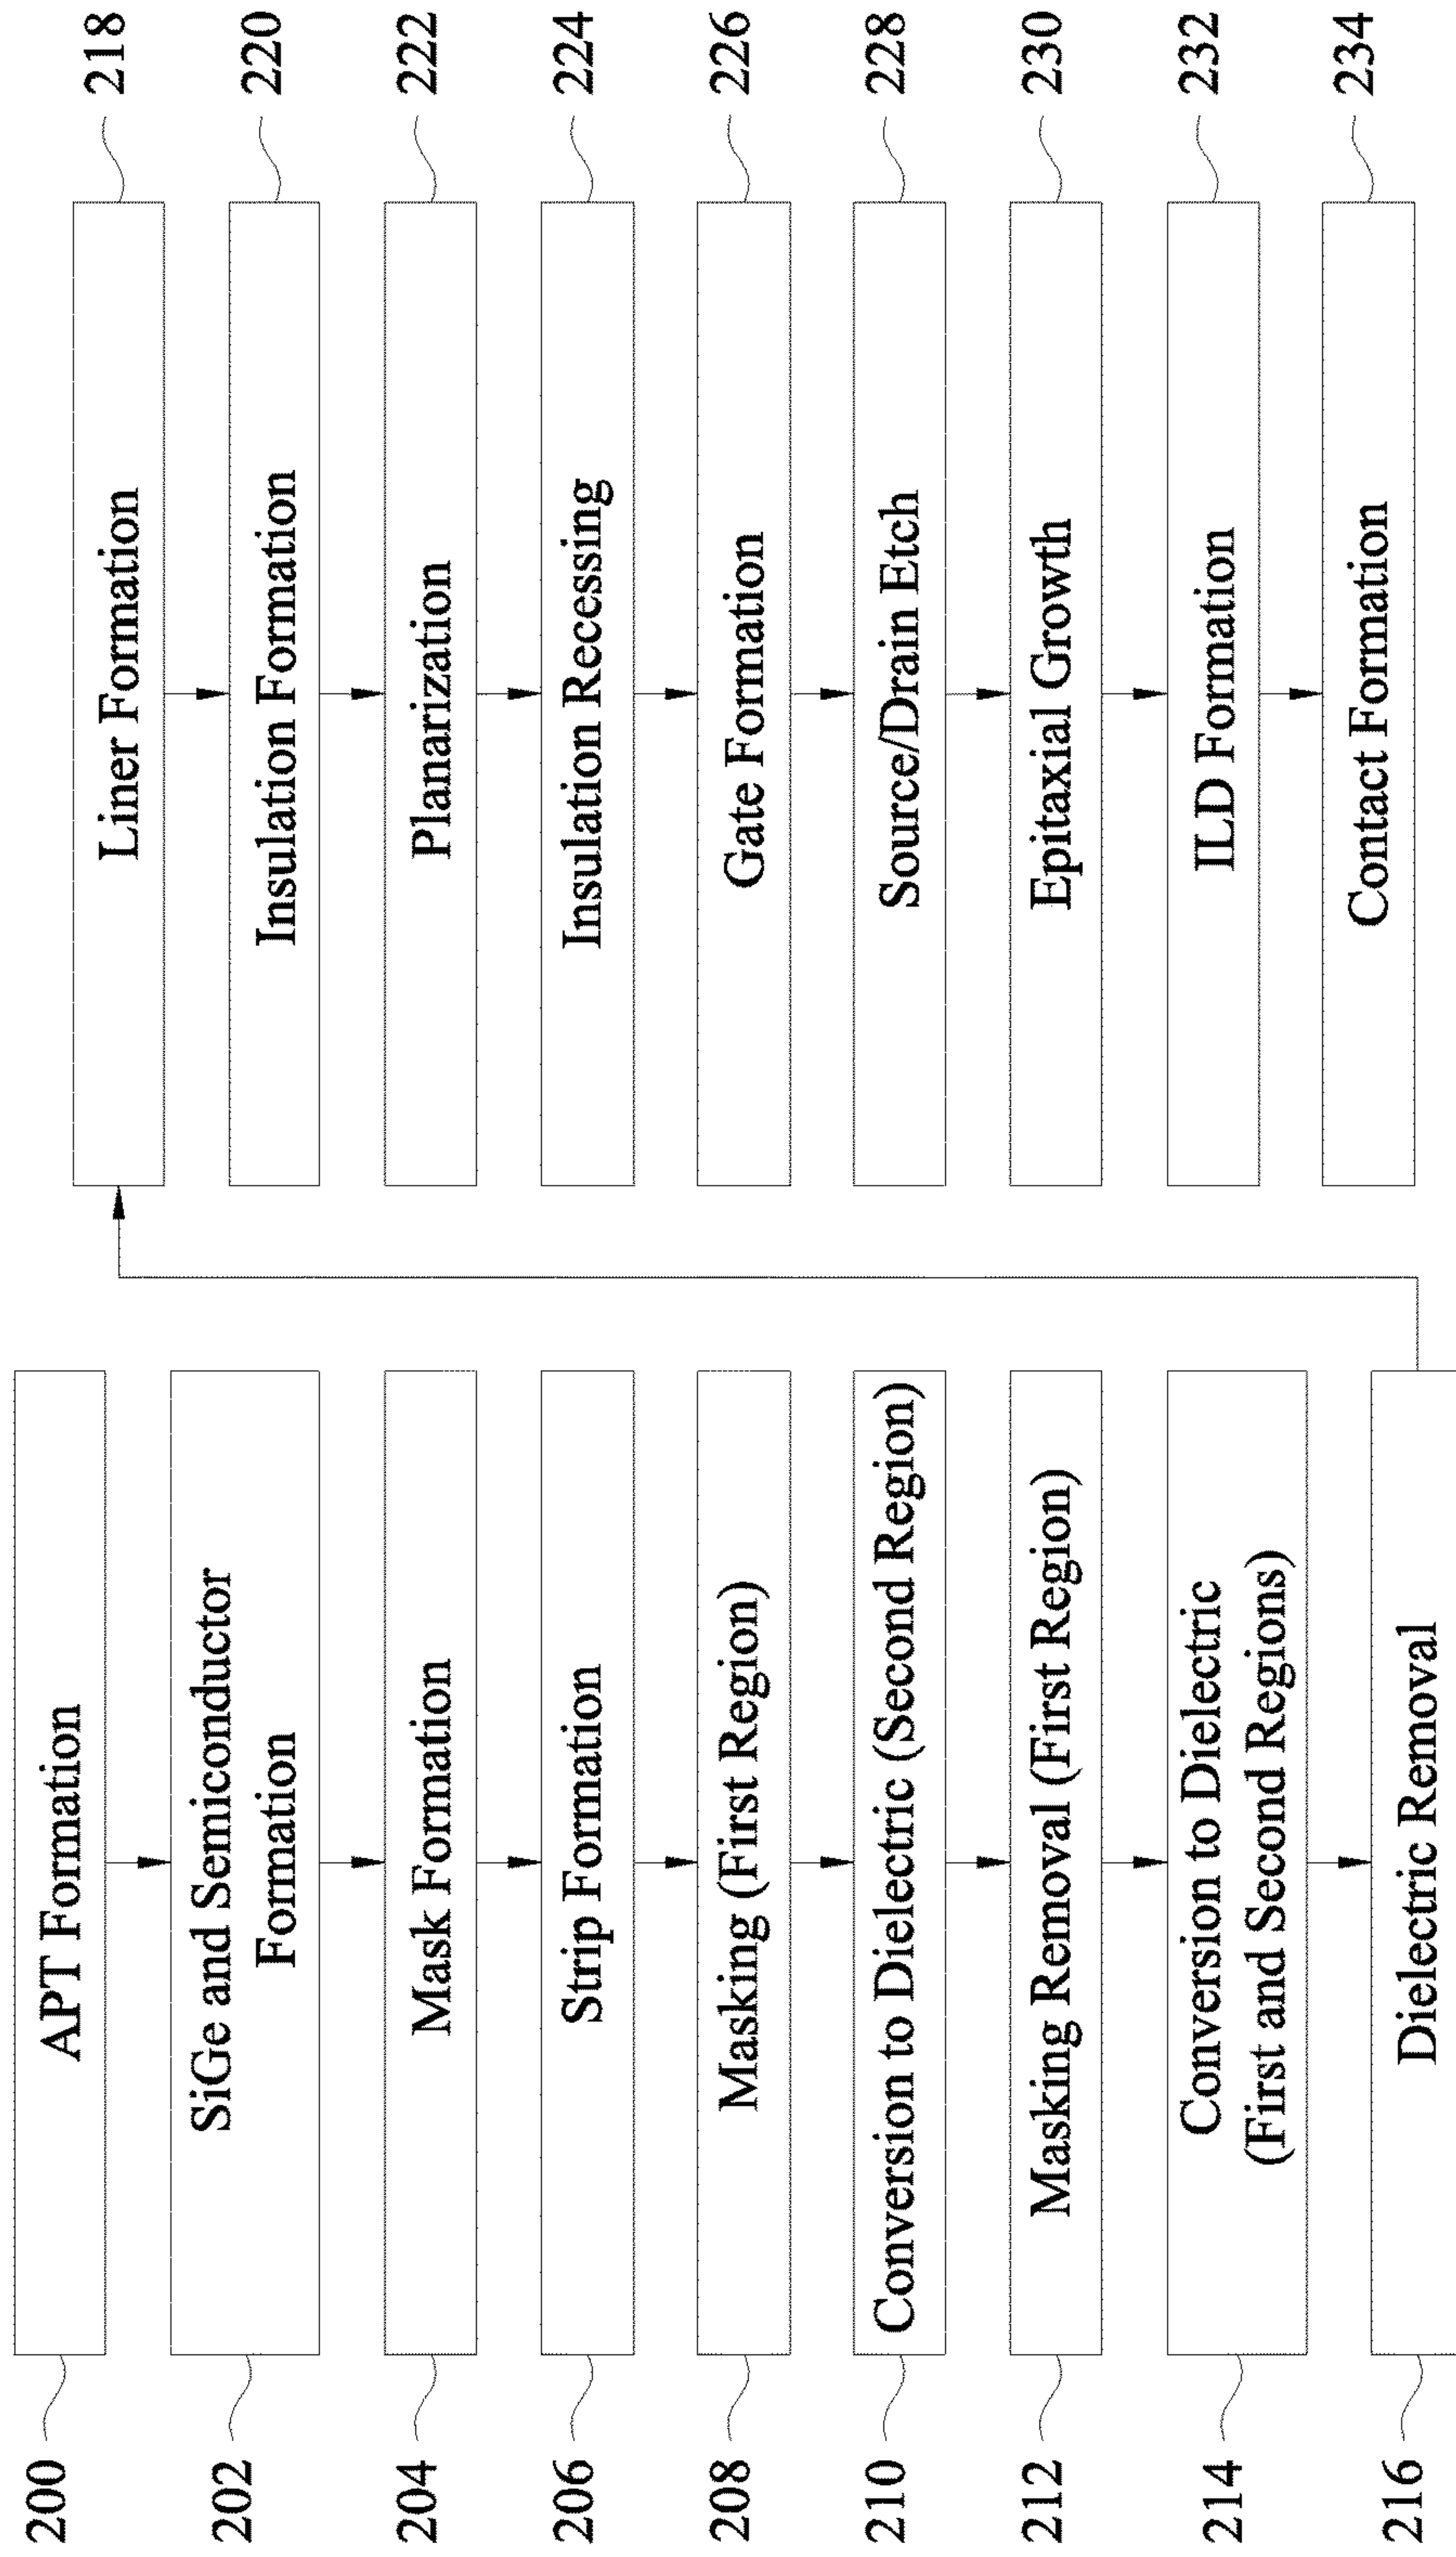 200
APT Formation
202
SiGe and Semiconductor
Formation
204
Mask Formation
206
Strip Formation
208
Masking (First Region)
210
Conversion to Dielectric (Second Region)
212
Masking Removal (First Region)
214
Conversion to Dielectric
(First and Second Regions)
216
Dielectric Removal
Liner Formation
218
Insulation Formation
220
Planarization
222
Insulation Recessing
224
Gate Formation
226
Source/Drain Etch
228
Epitaxial Growth
230
ILD Formation
232
Contact Formation
234